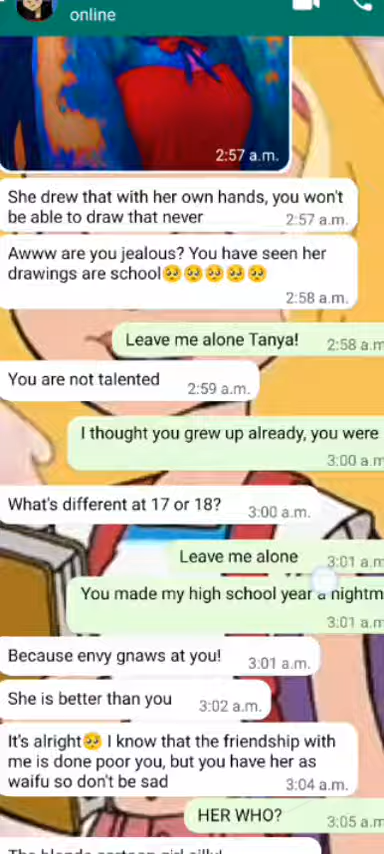 online
2:57 a.m.
She drew that with her own hands, you won't
be able to draw that never
2:57 a.m.
Awww are you jealous? You have seen her
drawings are school🥺🥺🥺🥺🥺
2:58 a.m.
Leave me alone Tanya!
2:58 a.m
You are not talented
2:59 a.m.
I thought you grew up already, you were
3:00 a.m
What's different at 17 or 18?
3:00 a.m.
Leave me alone
3:01 a.m
You made my high school year a nightm
3:01 a.m
Because envy gnaws at you!
3:01 a.m.
She is better than you
3:02 a.m.
It's alright🥺 I know that the friendship with
me is done poor you, but you have her as
waifu so don't be sad
3:04 a.m.
HER WHO?
3:05 a.m
The blonde cartoon girl silly!